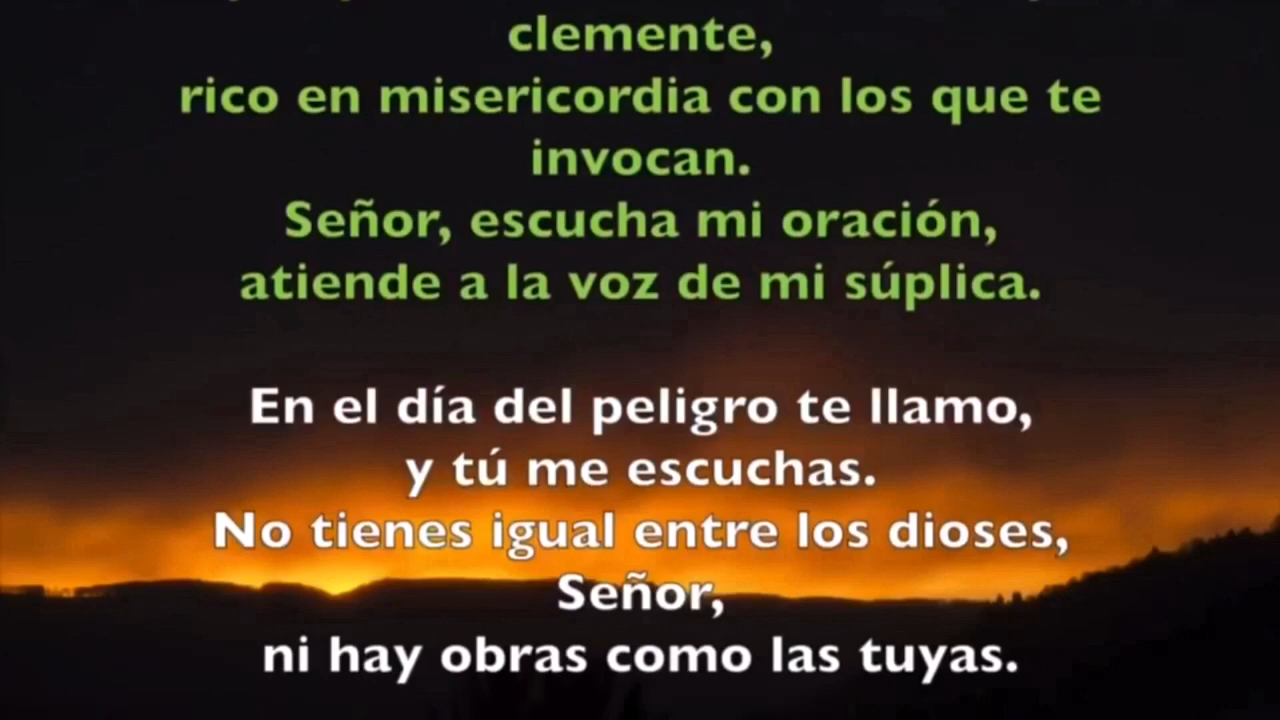 clemente,
rico en misericordia con los que te
invocan.
Señor, escucha mi oración,
atiende a la voz de mi súplica.
En el día del peligro te llamo,
y tú me escuchas.
No tienes igual entre los dioses,
Señor,
ni hay obras como las tuyas.